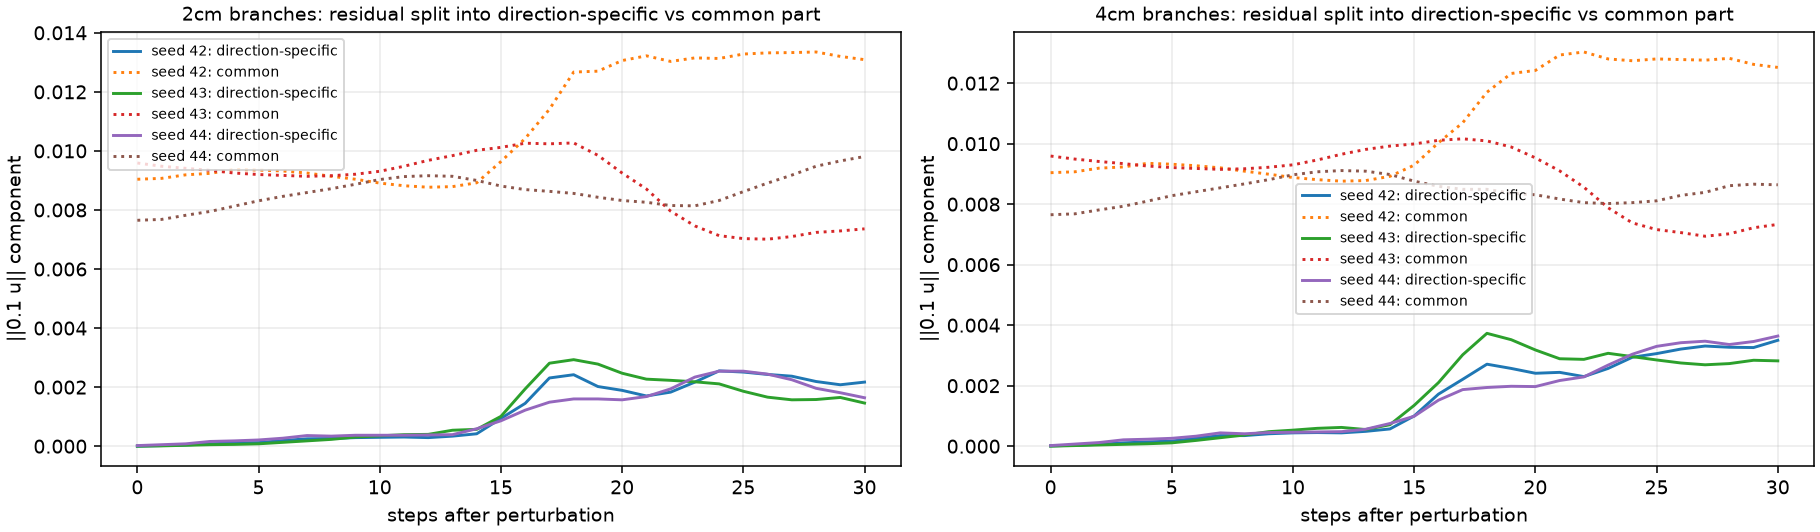 2cm branches: residual split into direction-specific vs common part
||0.1 u|| component
0.014
0.012
0.010
0.008
0.006
0.004
0.002
0.000
seed 42: direction-specific
seed 42: common
seed 43: direction-specific
seed 43: common
seed 44: direction-specific
seed 44: common
0 5 10 15 20 25 30
steps after perturbation
4cm branches: residual split into direction-specific vs common part
||0.1 u|| component
0.012
0.010
0.008
0.006
0.004
0.002
0.000
seed 42: direction-specific
seed 42: common
seed 43: direction-specific
seed 43: common
seed 44: direction-specific
seed 44: common
0 5 10 15 20 25 30
steps after perturbation